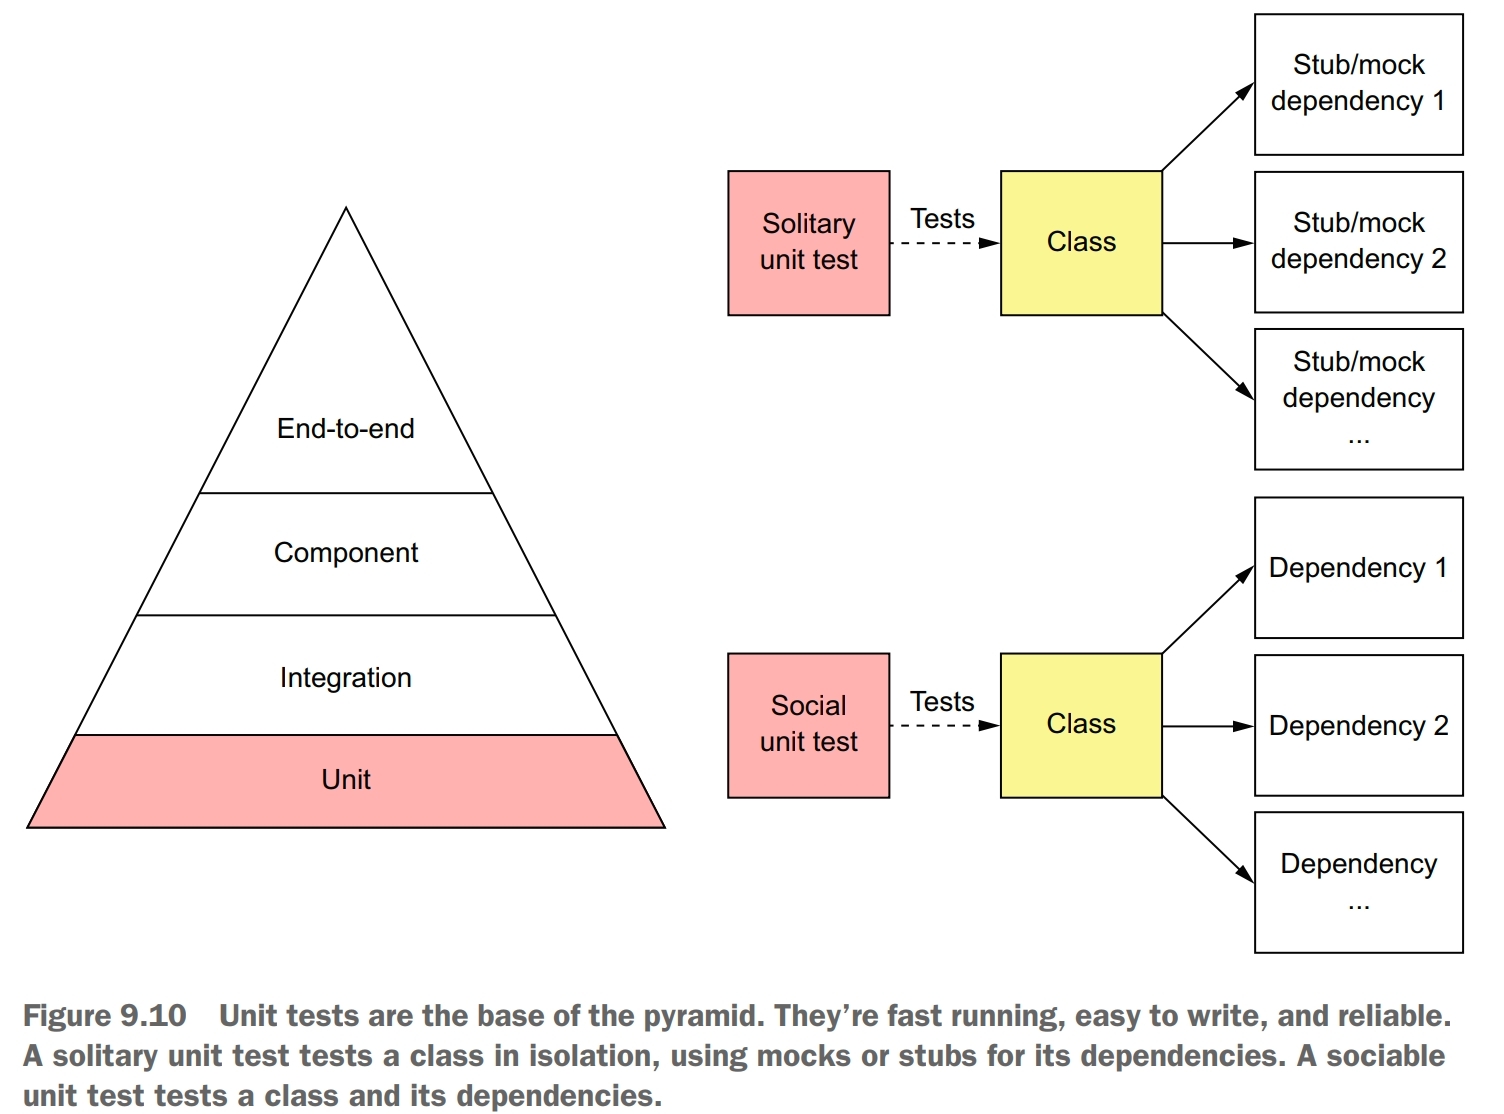 End-to-end
Component
Integration
Unit
Solitary
unit test
Tests
Class
Stub/mock
dependency 1
Stub/mock
dependency 2
Stub/mock
dependency
...
Social
unit test
Tests
Class
Dependency 1
Dependency 2
Dependency
...
Figure 9.10 Unit tests are the base of the pyramid. They’re fast running, easy to write, and reliable.
A solitary unit test tests a class in isolation, using mocks or stubs for its dependencies. A sociable
unit test tests a class and its dependencies.